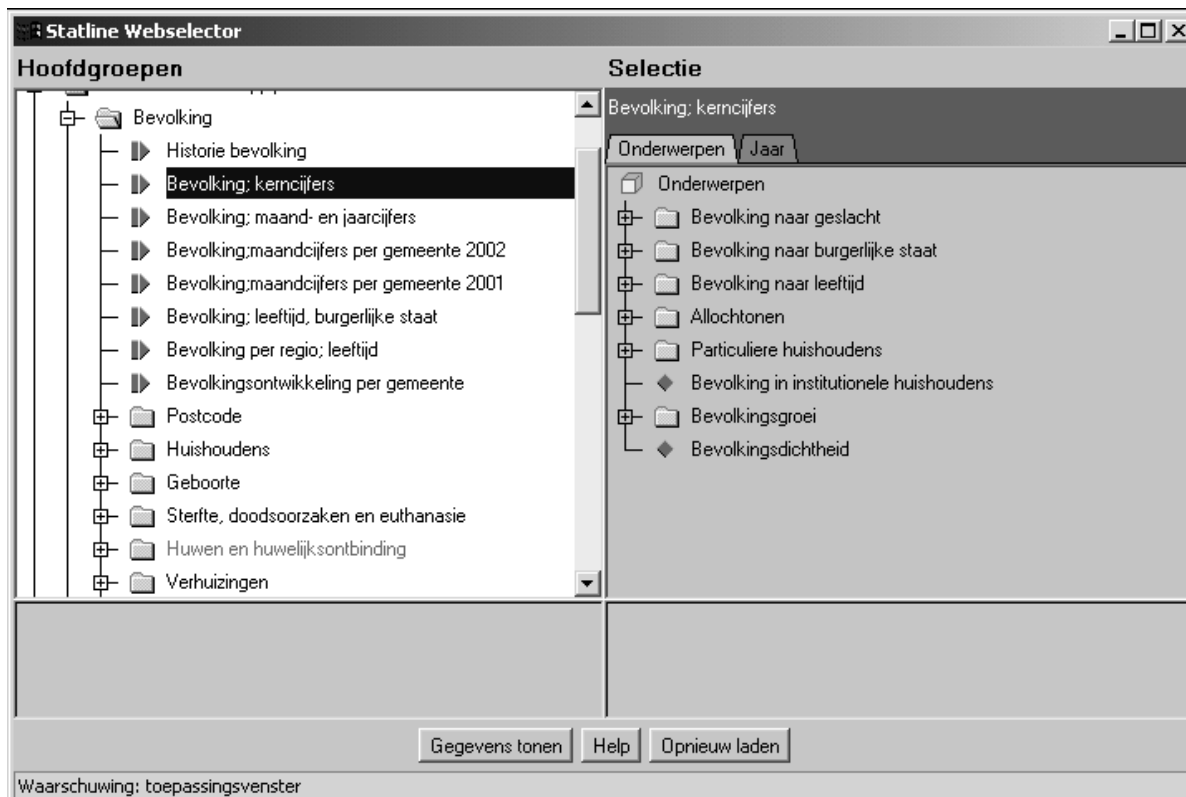 Statline Webselector
Hoofdgroepen
Bevolking
Historie bevolking
Bevolking; kerncijfers
Bevolking; maand- en jaarcijfers
Bevolking;maandcijfers per gemeente 2002
Bevolking;maandcijfers per gemeente 2001
Bevolking; leeftijd, burgerlijke staat
Bevolking per regio; leeftijd
Bevolkingsontwikkeling per gemeente
Postcode
Huishoudens
Geboorte
Sterfte, doodsoorzaken en euthanasie
Huwen en huwelijksontbinding
Verhuizingen
Selectie
Bevolking; kerncijfers
Onderwerpen Jaar
Onderwerpen
Bevolking naar geslacht
Bevolking naar burgerlijke staat
Bevolking naar leeftijd
Allochtonen
Particuliere huishoudens
Bevolking in institutionele huishoudens
Bevolkingsgroei
Bevolkingsdichtheid
Gegevens tonen Help Opnieuw laden
Waarschuwing: toepassingsvenster